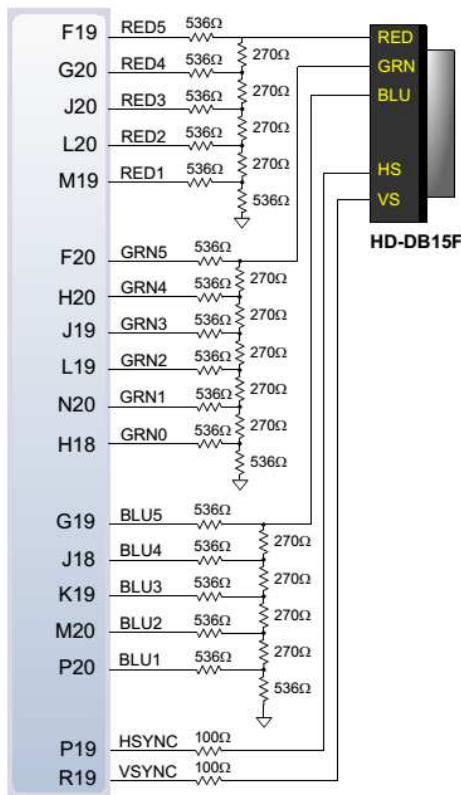 F19 RED5 536Ω
270Ω
G20 RED4 536Ω
270Ω
J20 RED3 536Ω
270Ω
L20 RED2 536Ω
270Ω
M19 RED1 536Ω
536Ω
F20 GRN5 536Ω
270Ω
H20 GRN4 536Ω
270Ω
J19 GRN3 536Ω
270Ω
L19 GRN2 536Ω
270Ω
N20 GRN1 536Ω
270Ω
H18 GRN0 536Ω
536Ω
G19 BLU5 536Ω
270Ω
J18 BLU4 536Ω
270Ω
K19 BLU3 536Ω
270Ω
M20 BLU2 536Ω
270Ω
P20 BLU1 536Ω
536Ω
P19 HSYNC 100Ω
R19 VSYNC 100Ω
RED
GRN
BLU
HS
VS
HD-DB15F